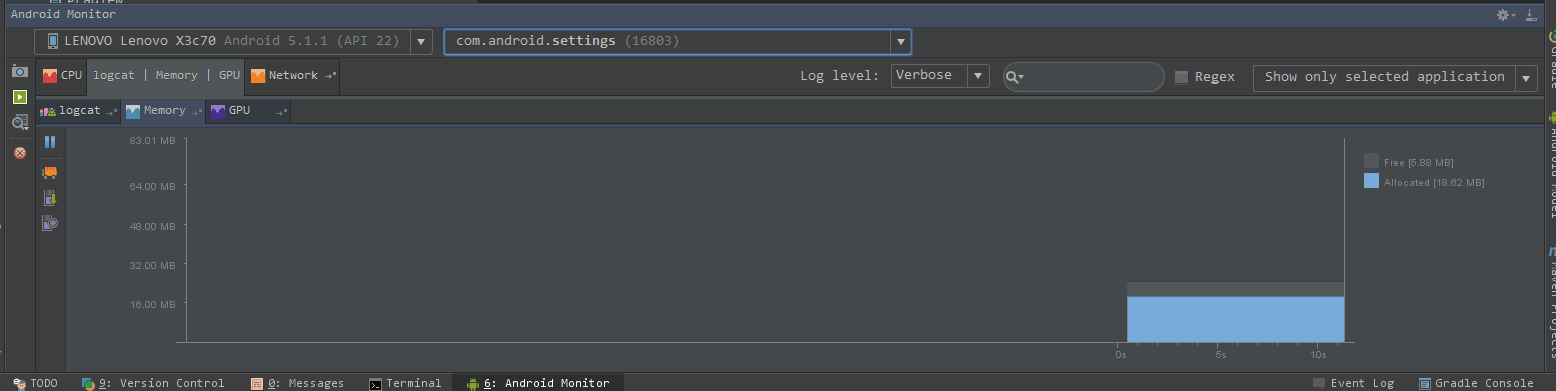 Android Monitor
LENOVO Lenovo X3c70 Android 5.1.1 (API 22)
com.android.settings (16803)
CPU
logcat | Memory | GPU
Network
Log level:
Verbose
Regex
Show only selected application
logcat
Memory
GPU
83.01 MB
64.00 MB
48.00 MB
32.00 MB
16.00 MB
Free [5.88 MB]
Allocated [18.62 MB]
0s
5s
10s
TODO
9: Version Control
0: Messages
Terminal
6: Android Monitor
Event Log
Gradle Console